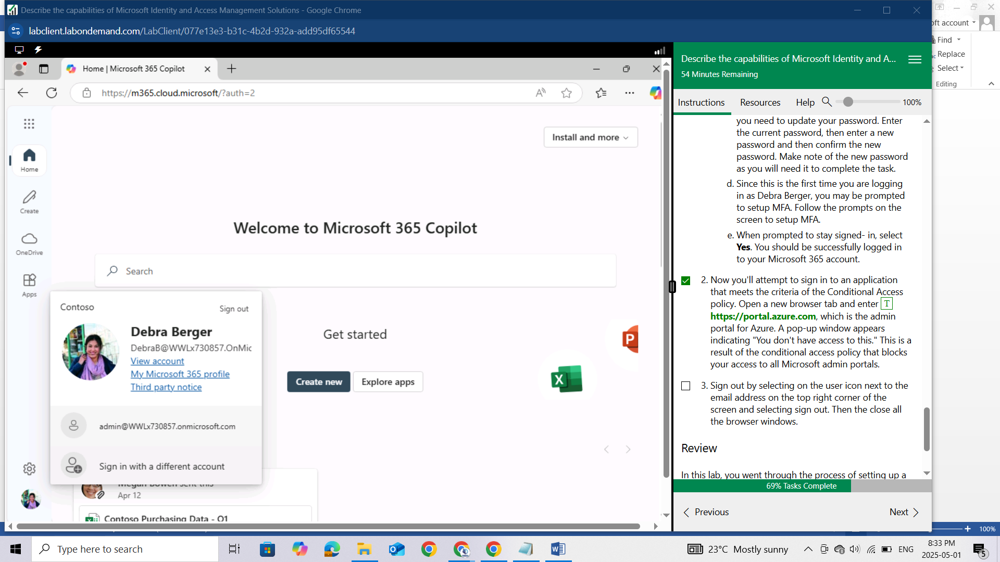 Describe the capabilities of Microsoft Identity and Access Management Solutions - Google Chrome
labclient.labondemand.com/LabClient/077e13e3-b31c-4b2d-932a-add95df65544
Home | Microsoft 365 Copilot
https://m365.cloud.microsoft/?auth=2
Home
Create
OneDrive
Apps
Install and more
Welcome to Microsoft 365 Copilot
Search
Get started
Create new
Explore apps
Contoso
Sign out
Debra Berger
DebraB@WWLx730857.OnMic
View account
My Microsoft 365 profile
Third party notice
admin@WWLx730857.onmicrosoft.com
Sign in with a different account
Megan Bowen sent this
Apr 12
Contoso Purchasing Data - Q1
Describe the capabilities of Microsoft Identity and A...
54 Minutes Remaining
Instructions
Resources
Help
100%
you need to update your password. Enter
the current password, then enter a new
password and then confirm the new
password. Make note of the new password
as you will need it to complete the task.
d. Since this is the first time you are logging
in as Debra Berger, you may be prompted
to setup MFA. Follow the prompts on the
screen to setup MFA.
e. When prompted to stay signed- in, select
Yes. You should be successfully logged in
to your Microsoft 365 account.
2. Now you'll attempt to sign in to an application
that meets the criteria of the Conditional Access
policy. Open a new browser tab and enter T
https://portal.azure.com, which is the admin
portal for Azure. A pop-up window appears
indicating "You don't have access to this." This is a
result of the conditional access policy that blocks
your access to all Microsoft admin portals.
3. Sign out by selecting on the user icon next to the
email address on the top right corner of the
screen and selecting sign out. Then the close all
the browser windows.
Review
In this lab, you went through the process of setting up a
69% Tasks Complete
Previous
Next
oft account
Find
Replace
Select
Editing
100%
Type here to search
23°C Mostly sunny
ENG
8:33 PM
2025-05-01
5